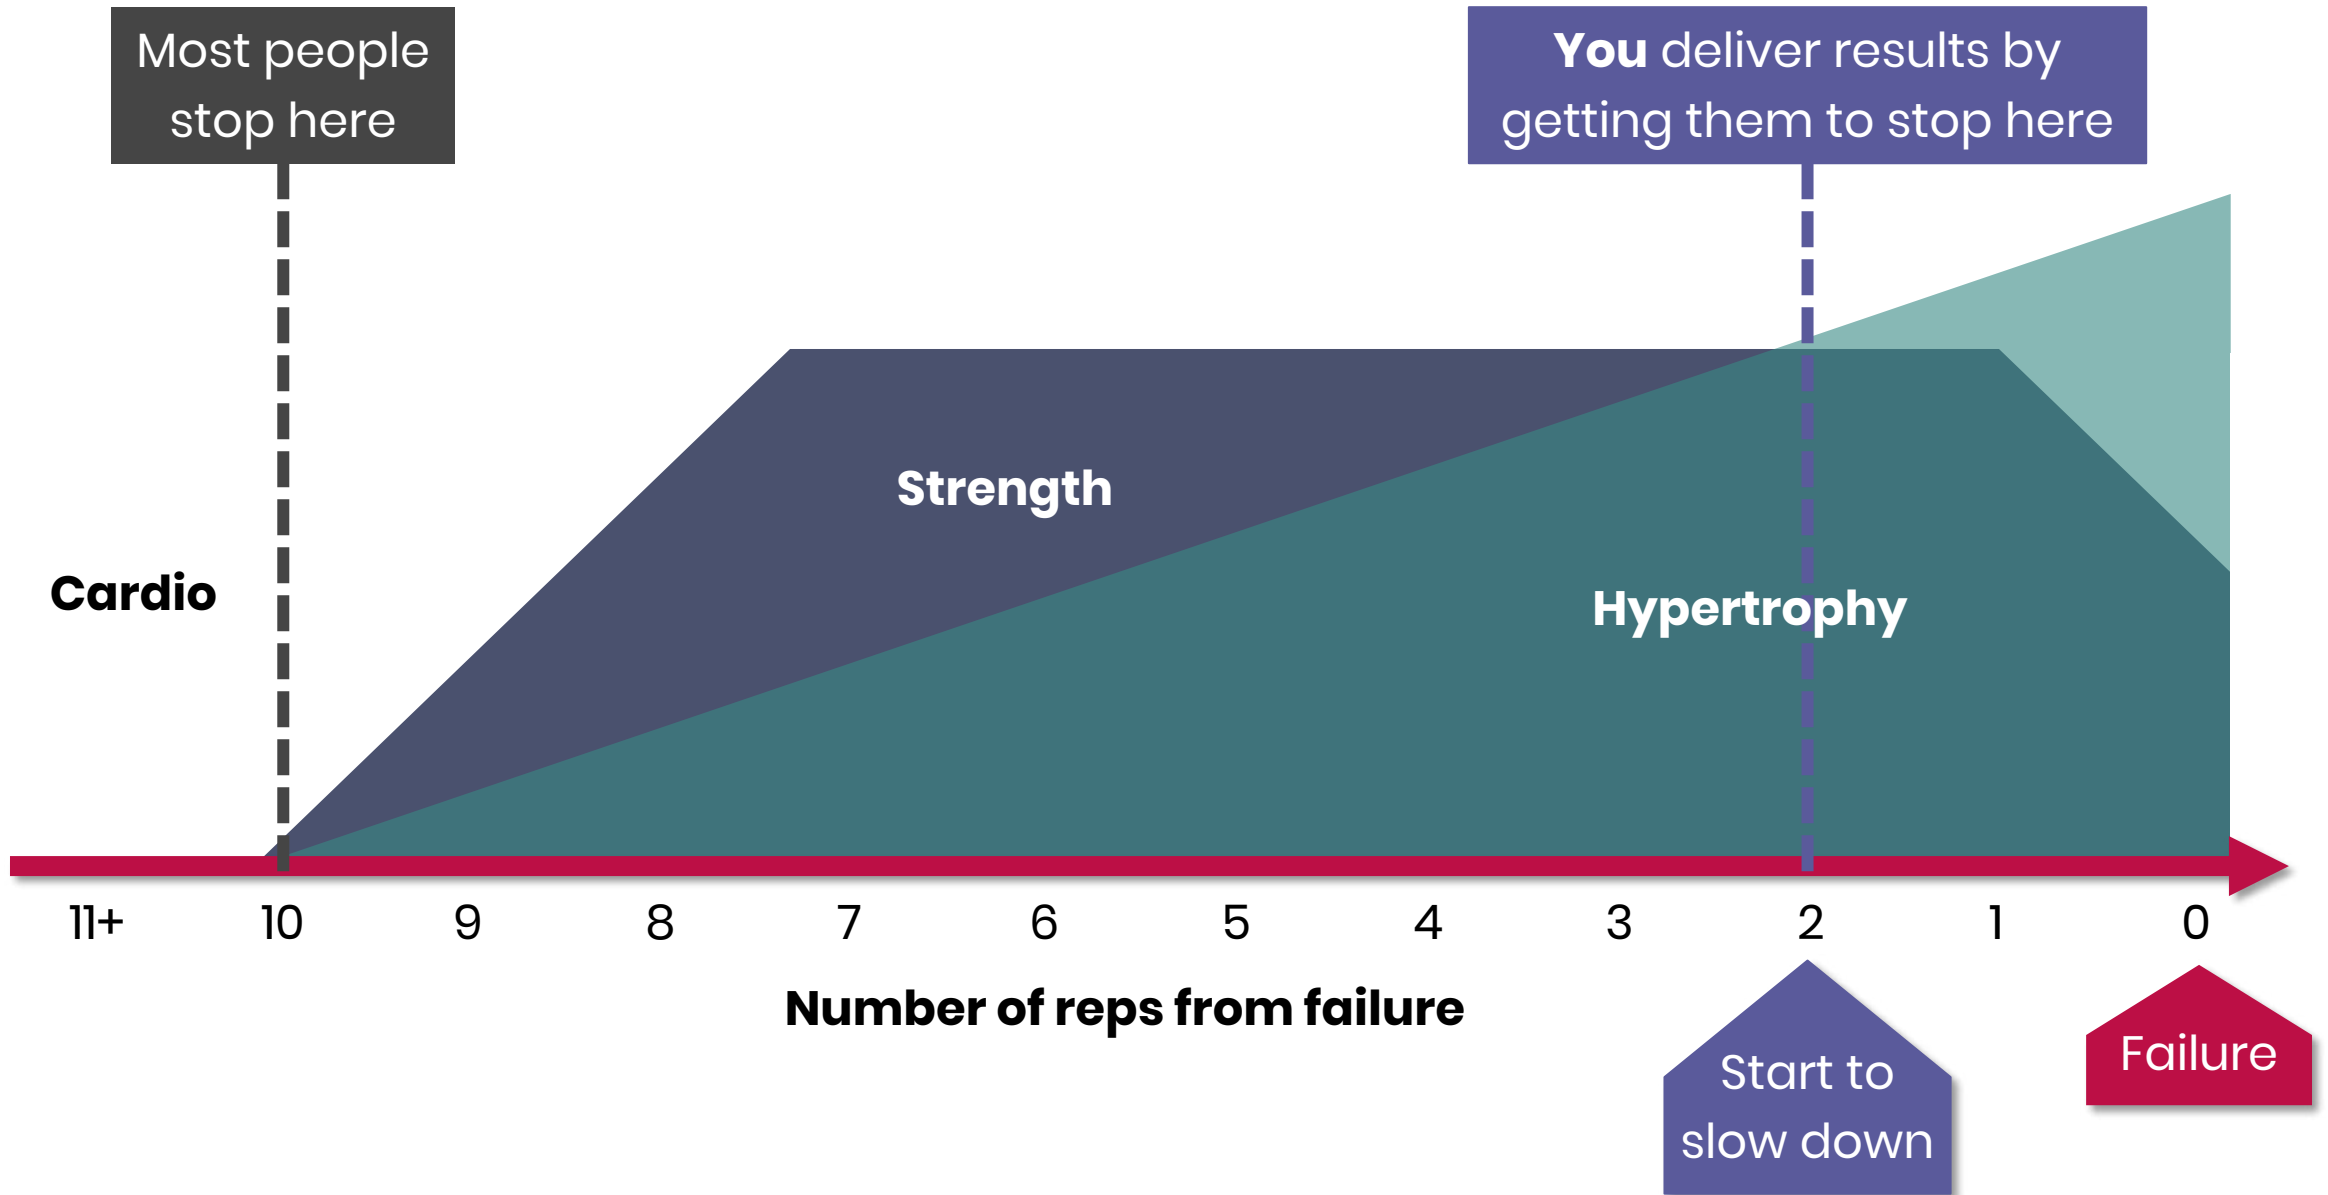 Most people
stop here
You deliver results by
getting them to stop here
Strength
Cardio
Hypertrophy
11+ 10 9 8 7 6 5 4 3 2 1 0
Number of reps from failure
Start to
slow down
Failure